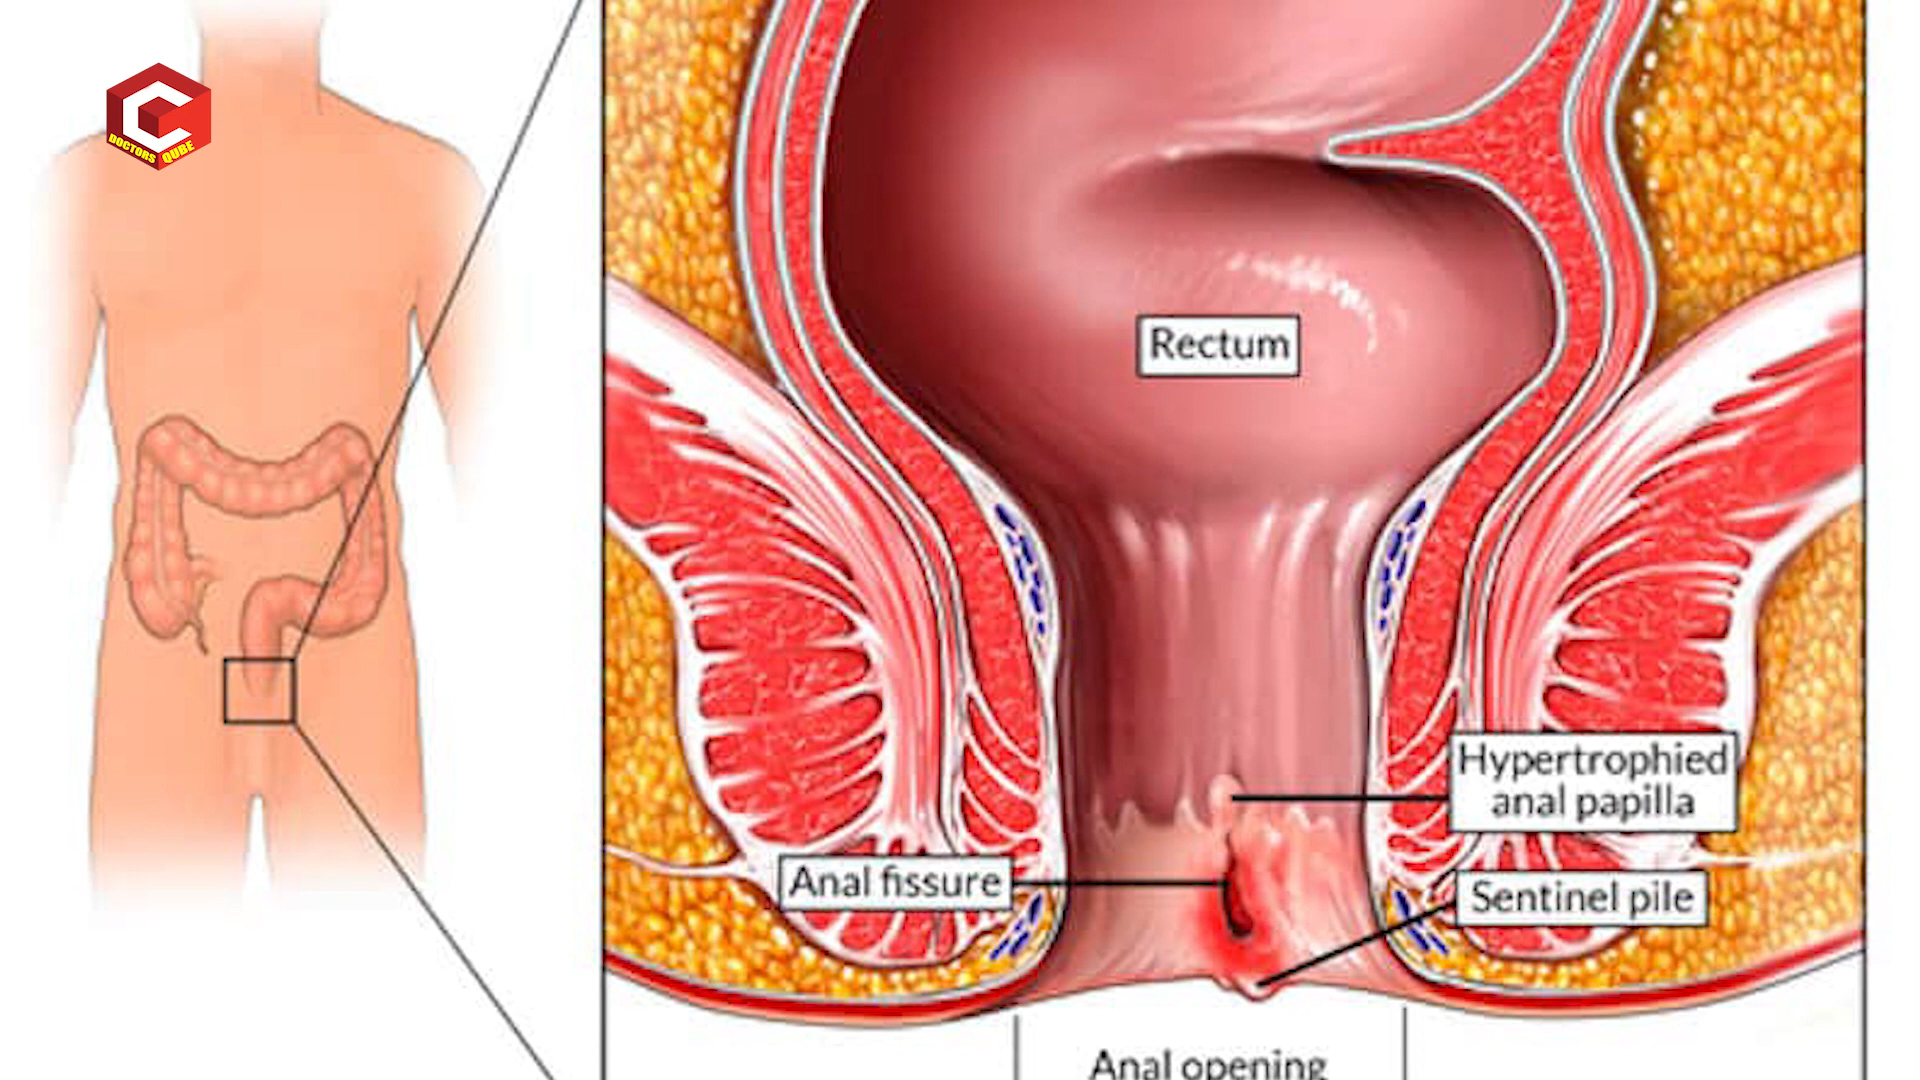 DOCTORS QUBE
Rectum
Hypertrophied
anal papilla
Anal fissure
Sentinel pile
Anal opening